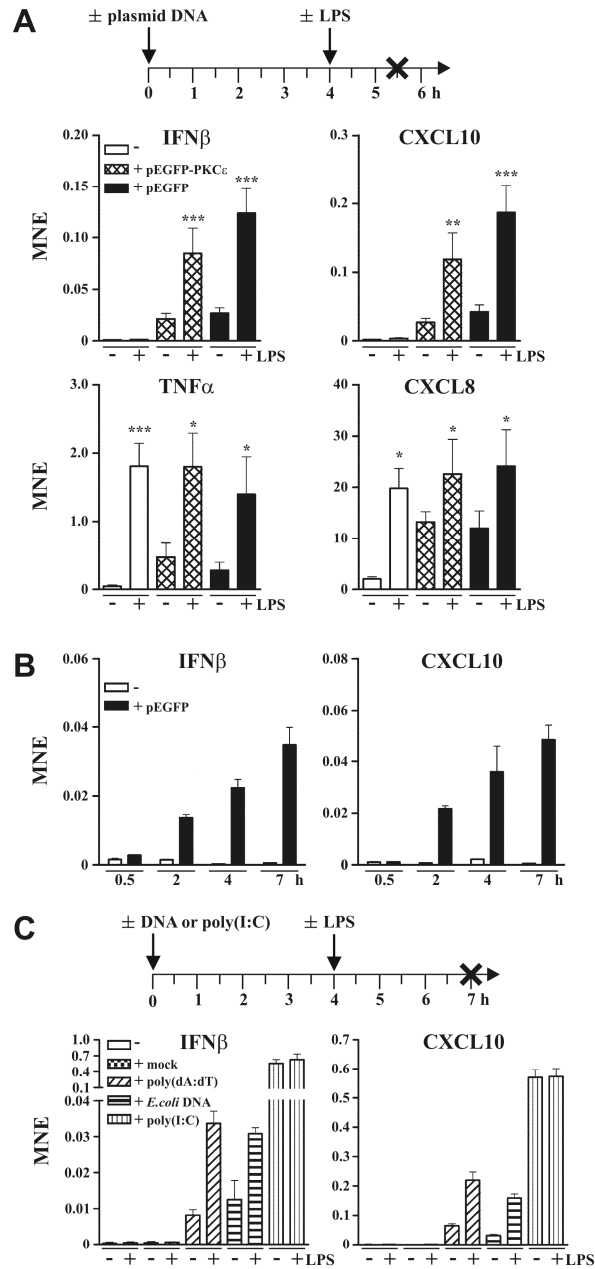 A
± plasmid DNA ± LPS
0 1 2 3 4 5 6 h
IFNβ CXCL10
0.20 0.15 0.10 0.05 0
0.3 0.2 0.1 0
MNE
-
+ pEGFP-PKCε
+ pEGFP
*** ***
** ***
- + - + - + LPS
- + - + - + LPS
TNFα CXCL8
3.0 2.0 1.0 0
40 30 20 10 0
MNE
*** * *
* * *
- + - + - + LPS
- + - + - + LPS
B
IFNβ CXCL10
0.06 0.04 0.02 0
0.08 0.06 0.04 0.02 0
MNE
-
+ pEGFP
0.5 2 4 7 h
0.5 2 4 7 h
C
± DNA or poly(I:C) ± LPS
0 1 2 3 4 5 6 7 h
IFNβ CXCL10
1.0 0.7 0.4 0.1 0.04 0.03 0.02 0.01 0
0.7 0.6 0.5 0.4 0.3 0.2 0.1 0
MNE
-
+ mock
+ poly(dA:dT)
+ E.coli DNA
+ poly(I:C)
- + - + - + - + - + LPS
- + - + - + - + - + LPS